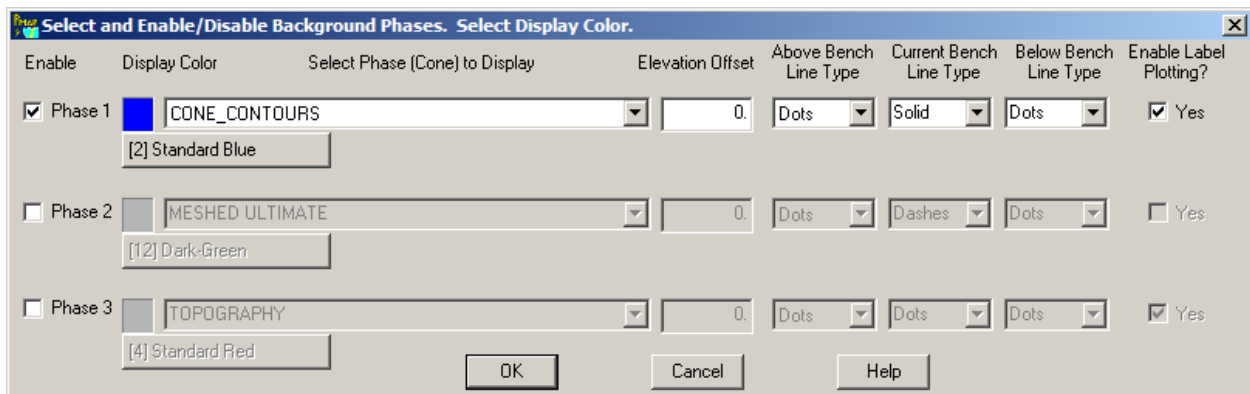 Select and Enable/Disable Background Phases. Select Display Color.
Enable Display Color Select Phase (Cone) to Display Elevation Offset Above Bench Line Type Current Bench Line Type Below Bench Line Type Enable Label Plotting?
Phase 1 CONE_CONTOURS 0. Dots Solid Dots Yes
[2] Standard Blue
Phase 2 MESHED ULTIMATE 0. Dots Dashes Dots Yes
[12] Dark-Green
Phase 3 TOPOGRAPHY 0. Dots Dots Dots Yes
[4] Standard Red
OK Cancel Help